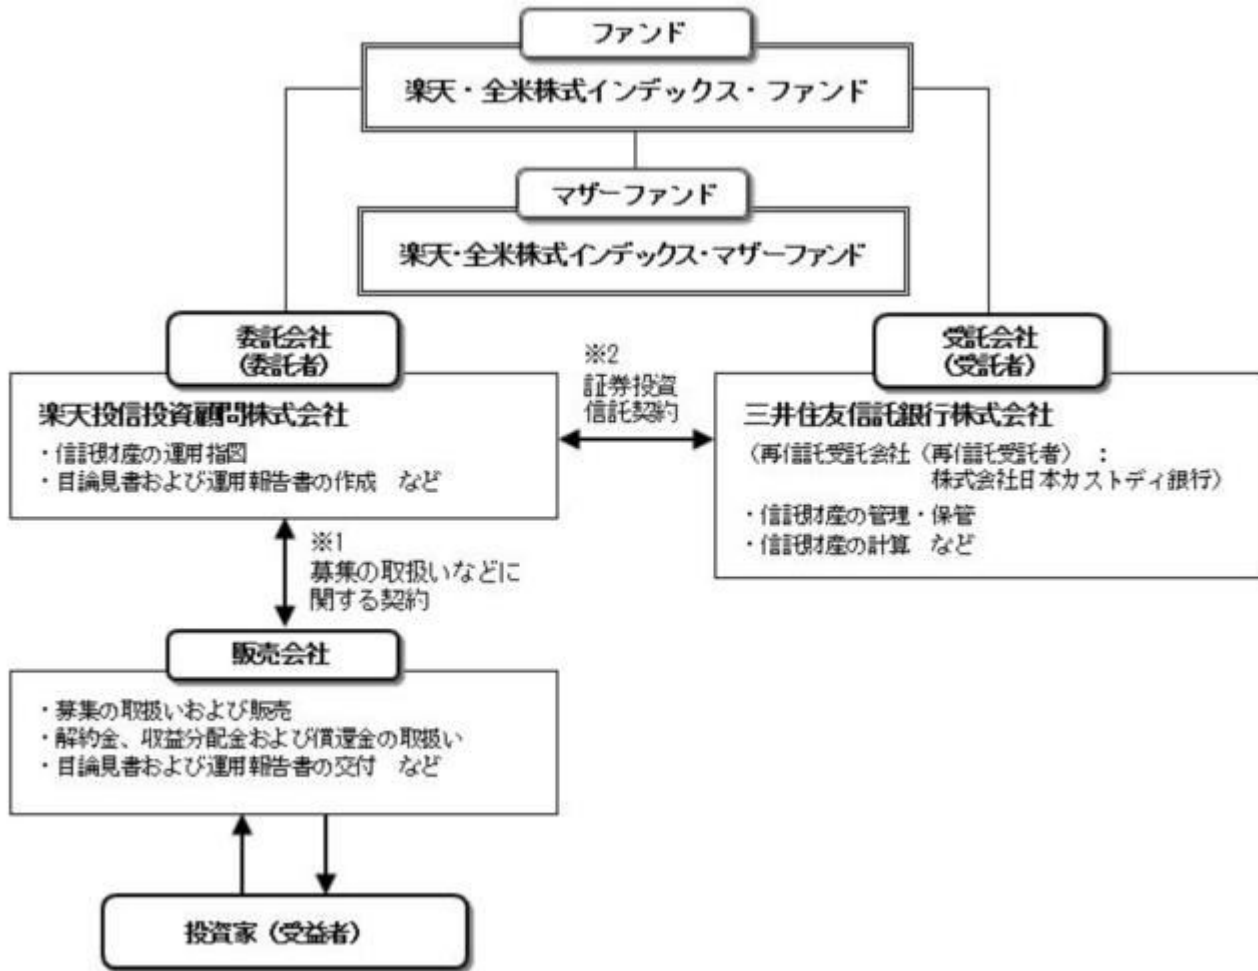 ファンド
楽天・全米株式インデックス・ファンド
マザーファンド
楽天・全米株式インデックス・マザーファンド
委託会社
(委託者)
楽天投信投資顧問株式会社
・信託財産の運用指図
・目論見書および運用報告書の作成 など
※2
証券投資
信託契約
受託会社
(受託者)
三井住友信託銀行株式会社
(再信託受託会社(再信託受託者):
株式会社日本カストディ銀行)
・信託財産の管理・保管
・信託財産の計算 など
※1
募集の取扱いなどに
関する契約
販売会社
・募集の取扱いおよび販売
・解約金、収益分配金および償還金の取扱い
・目論見書および運用報告書の交付 など
投資家(受益者)